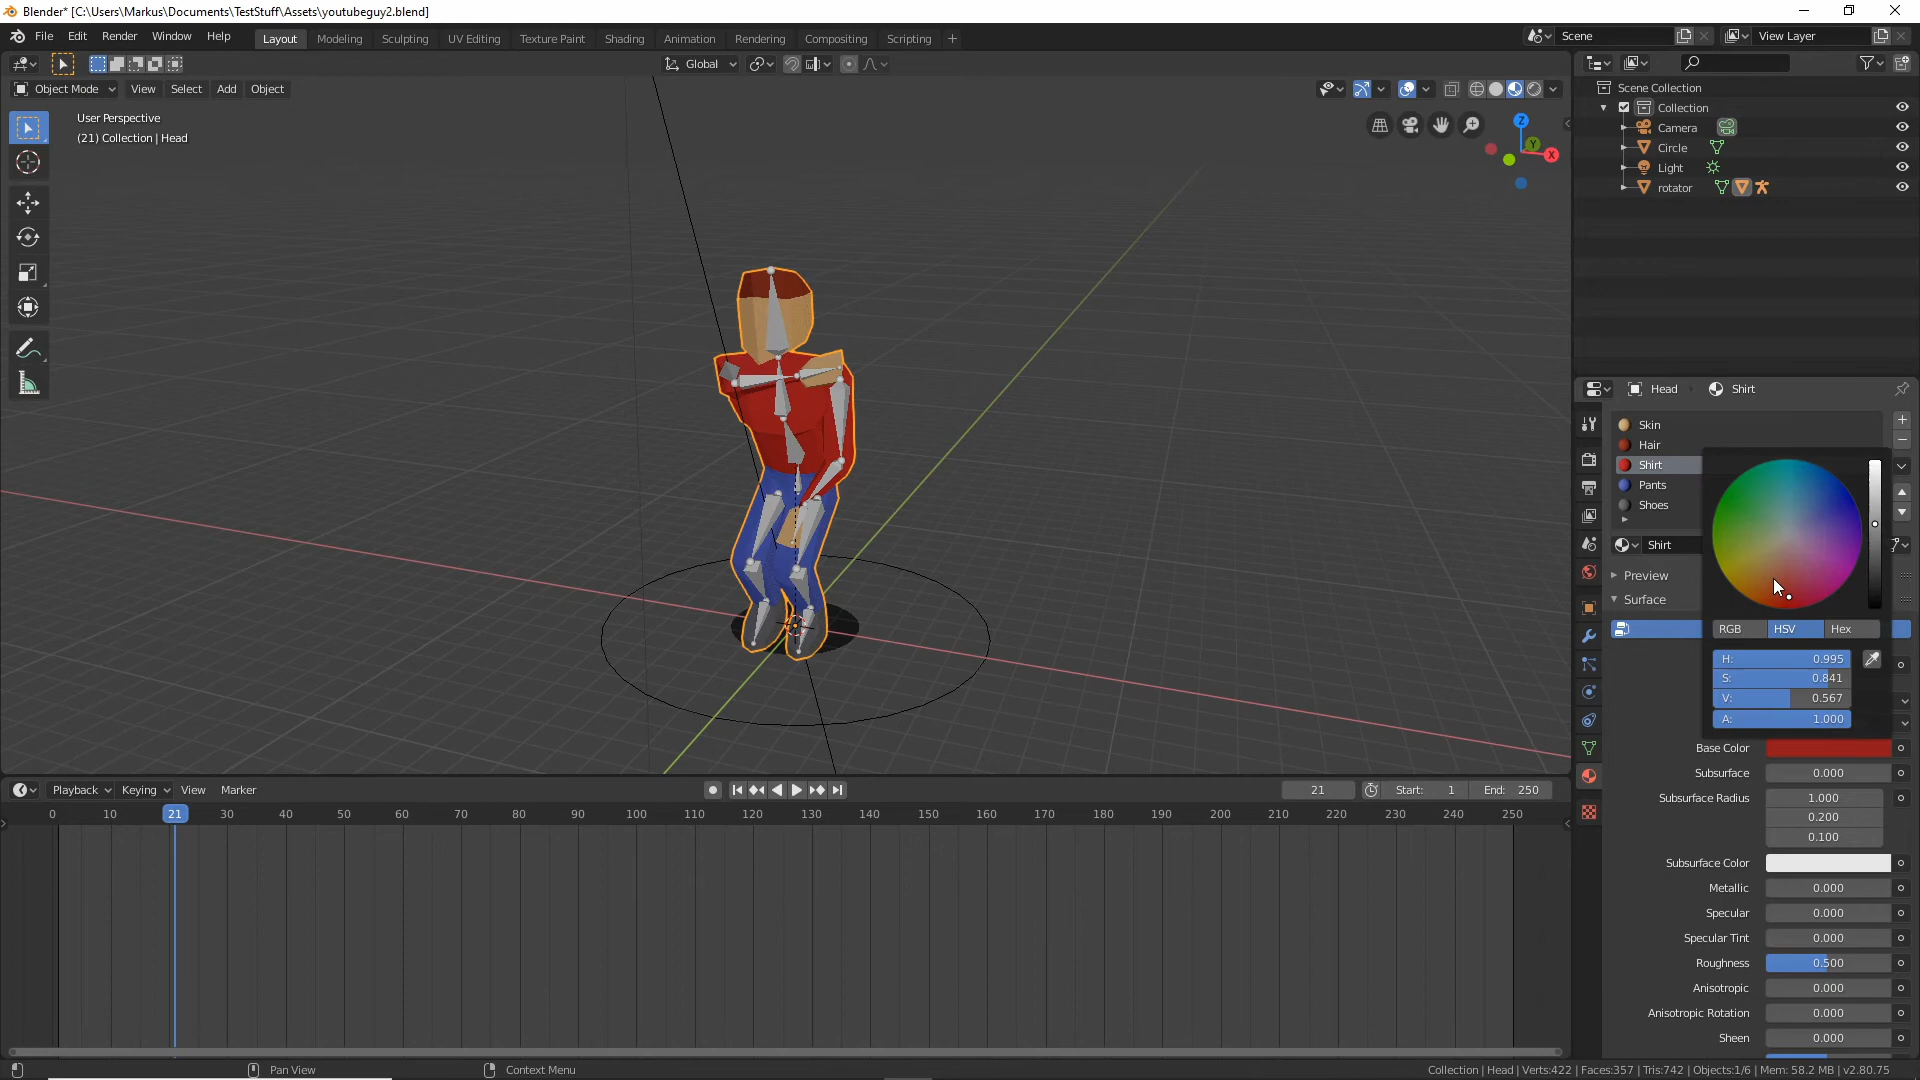 Blender* [C:\Users\Markus\Documents\TestStuff\Assets\youtubeguy2.blend]
File Edit Render Window Help Layout Modeling Sculpting UV Editing Texture Paint Shading Animation Rendering Compositing Scripting + Scene View Layer
Global
Object Mode View Select Add Object
User Perspective
(21) Collection | Head
Z
Y
X
Scene Collection
Collection
Camera
Circle
Light
rotator
Head Shirt
Skin
Hair
Shirt
Pants
Shoes
Shirt
Preview
Surface
RGB HSV Hex
H: 0.995
S: 0.841
V: 0.567
A: 1.000
Base Color
Subsurface 0.000
Subsurface Radius 1.000
0.200
0.100
Subsurface Color
Metallic 0.000
Specular 0.000
Specular Tint 0.000
Roughness 0.500
Anisotropic 0.000
Anisotropic Rotation 0.000
Sheen 0.000
Playback Keying View Marker 21 Start: 1 End: 250
0 10 21 30 40 50 60 70 80 90 100 110 120 130 140 150 160 170 180 190 200 210 220 230 240 250
Pan View Context Menu Collection | Head | Verts:422 | Faces:357 | Tris:742 | Objects:1/6 | Mem: 58.2 MB | v2.80.75